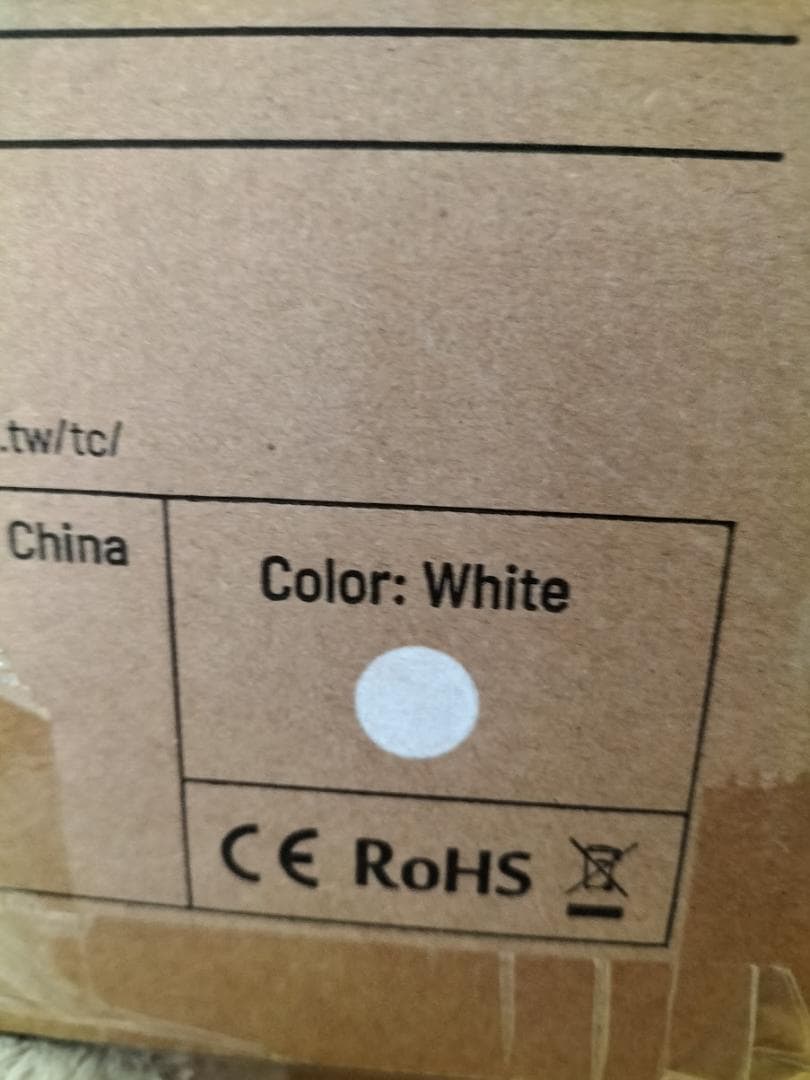 .tw/tc/
China
Color: White
CE RoHS